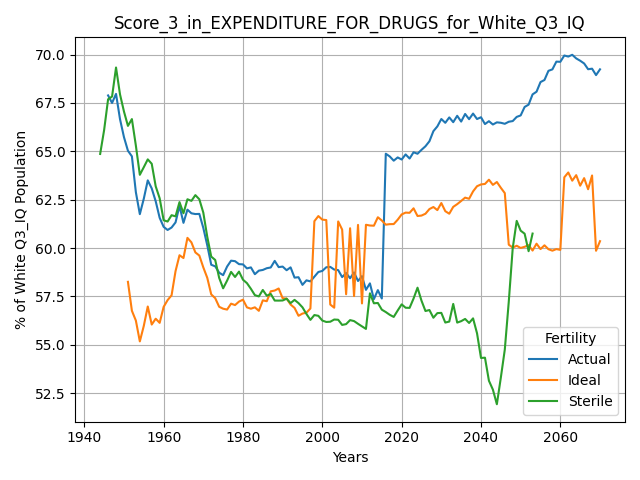 Score_3_in_EXPENDITURE_FOR_DRUGS_for_White_Q3_IQ
% of White Q3_IQ Population
70.0
67.5
65.0
62.5
60.0
57.5
55.0
52.5
1940
1960
1980
2000
2020
2040
2060
Years
Fertility
Actual
Ideal
Sterile